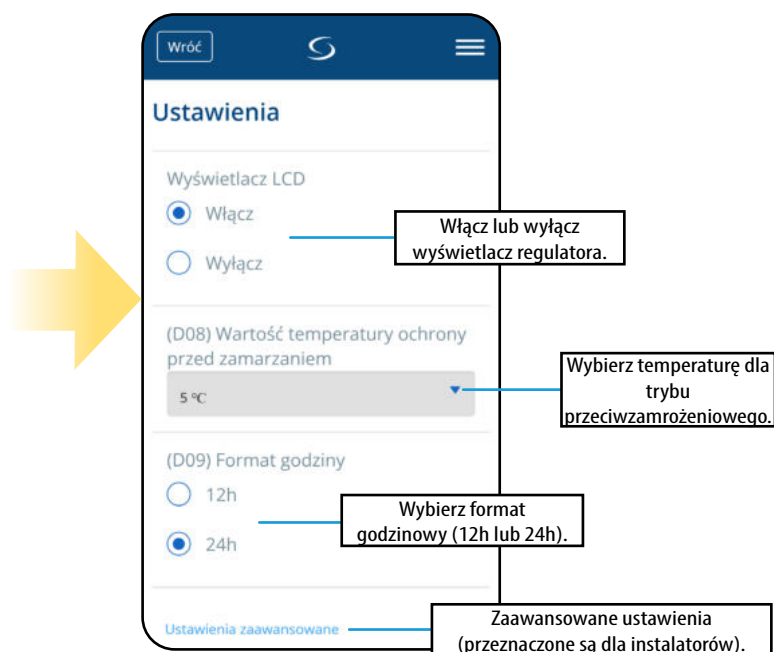 Wróć
Ustawienia
Wyświetlacz LCD
Włącz
Wyłącz
Włącz lub wyłącz
wyświetlacz regulatora.
(D08) Wartość temperatury ochrony
przed zamarzaniem
5 °C
Wybierz temperaturę dla
trybu
przeciwzamrożeniowego.
(D09) Format godziny
12h
24h
Wybierz format
godzinowy (12h lub 24h).
Ustawienia zaawansowane
Zaawansowane ustawienia
(przeznaczone są dla instalatorów).